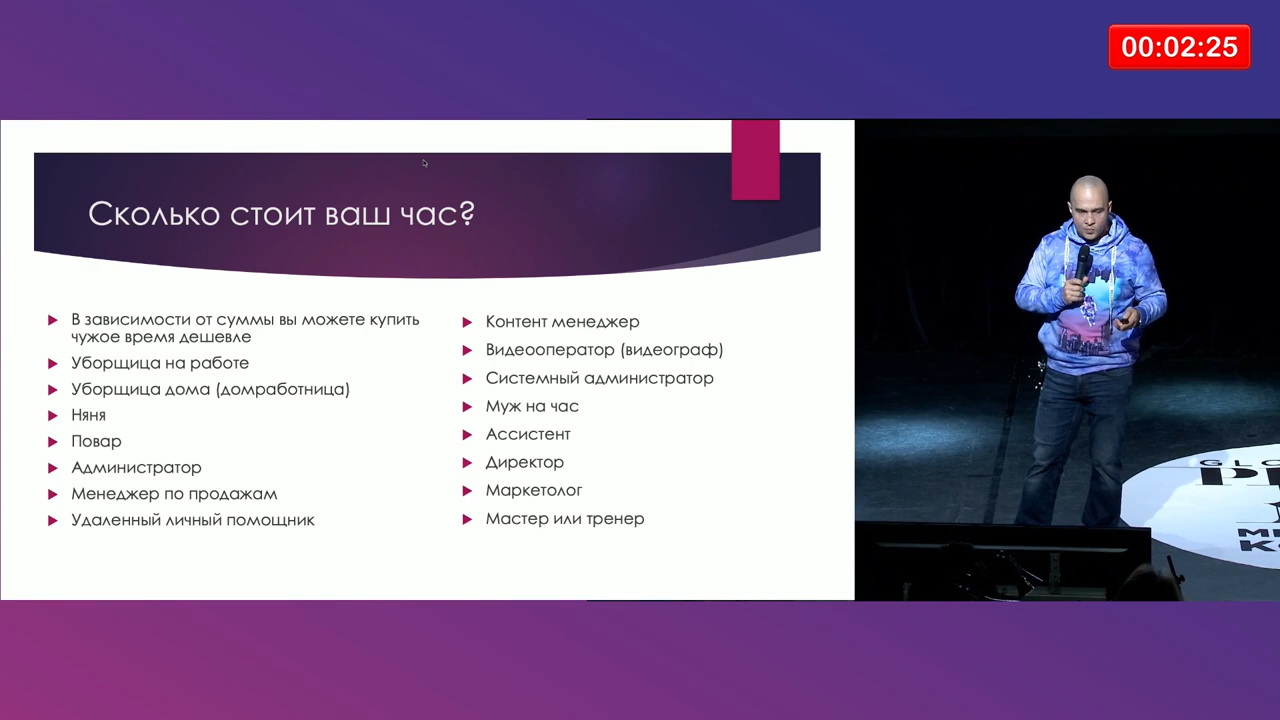 00:02:25
Сколько стоит ваш час?
В зависимости от суммы вы можете купить
чужое время дешевле
Уборщица на работе
Уборщица дома (домработница)
Няня
Повар
Администратор
Менеджер по продажам
Удаленный личный помощник
Контент менеджер
Видеооператор (видеограф)
Системный администратор
Муж на час
Ассистент
Директор
Маркетолог
Мастер или тренер